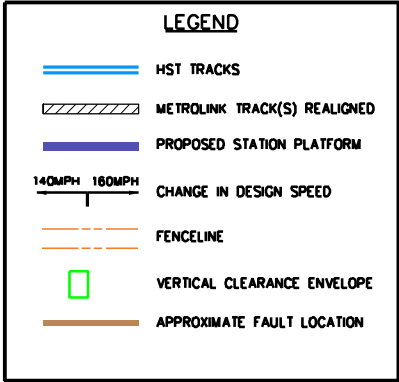 LEGEND
HST TRACKS
METROLINK TRACK(S) REALIGNED
PROPOSED STATION PLATFORM
140MPH 160MPH
CHANGE IN DESIGN SPEED
FENCELINE
VERTICAL CLEARANCE ENVELOPE
APPROXIMATE FAULT LOCATION